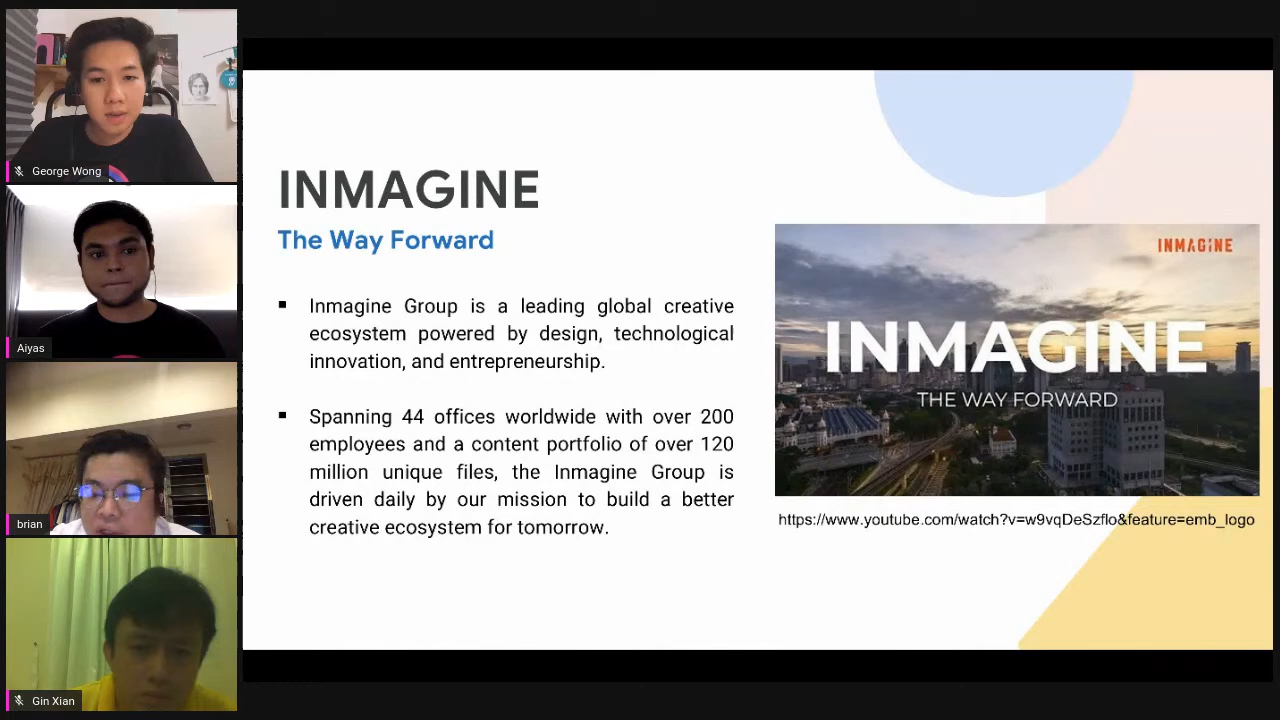 George Wong
Aiyas
brian
Gin Xian
INMAGINE
The Way Forward
Inmagine Group is a leading global creative
ecosystem powered by design, technological
innovation, and entrepreneurship.
Spanning 44 offices worldwide with over 200
employees and a content portfolio of over 120
million unique files, the Inmagine Group is
driven daily by our mission to build a better
creative ecosystem for tomorrow.
INMAGINE
INMAGINE
THE WAY FORWARD
https://www.youtube.com/watch?v=w9vqDeSzflo&feature=emb_logo